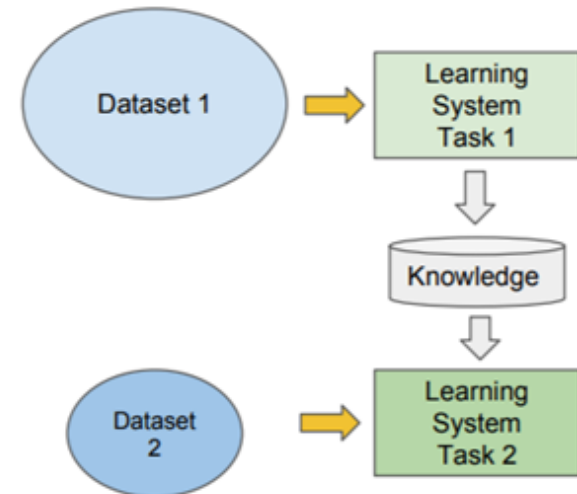 Dataset 1
Learning
System
Task 1
Knowledge
Dataset
2
Learning
System
Task 2